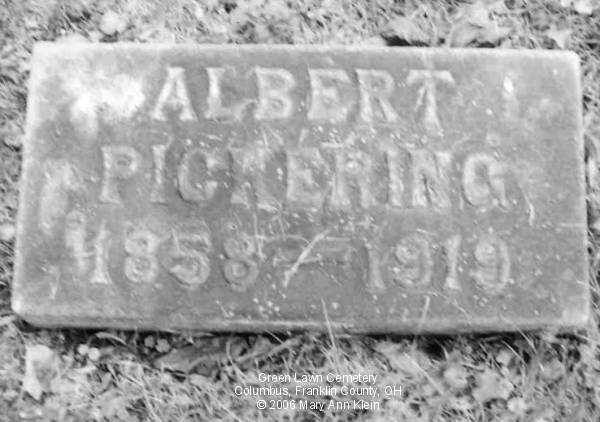 ALBERT
PICKERING
1858-1919
Green Lawn Cemetery
Columbus, Franklin County, OH
© 2006 Mary Ann Klein